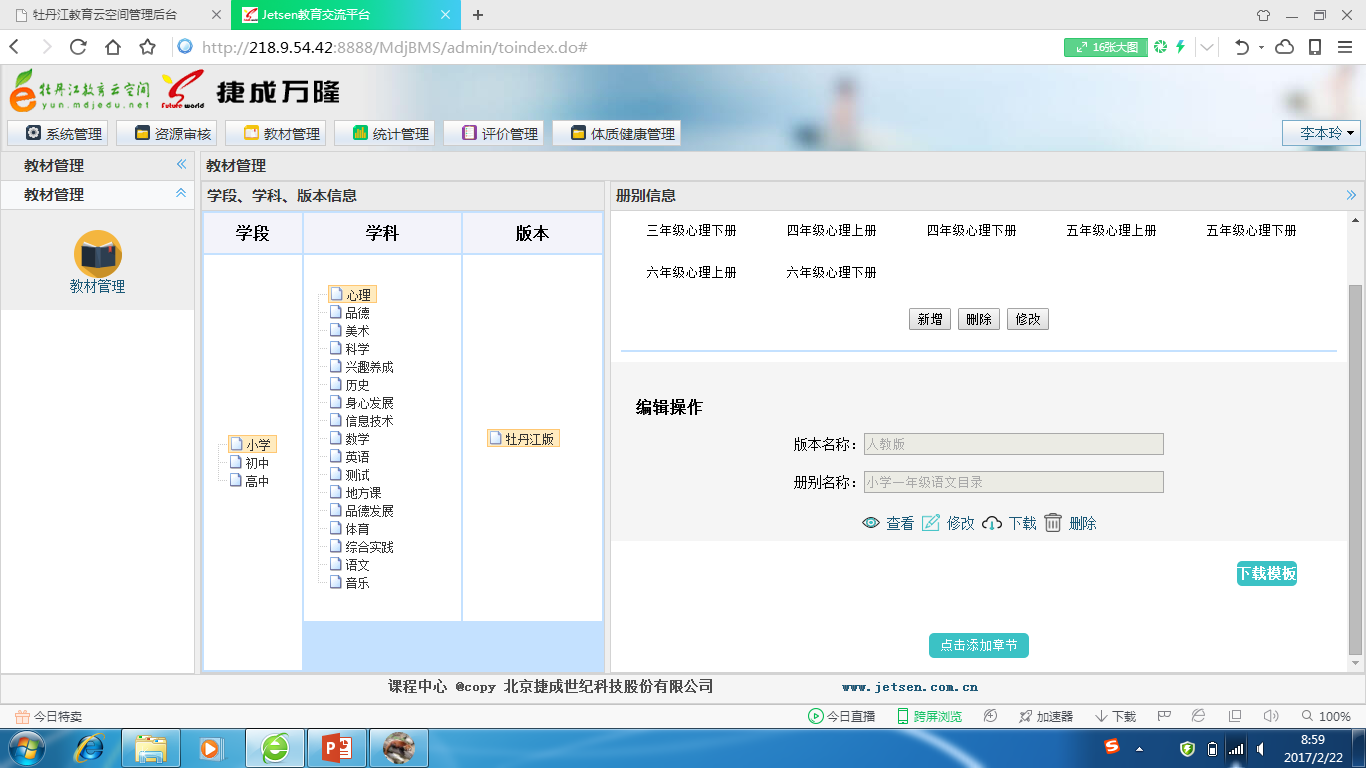 牡丹江教育云空间管理后台
Jetsen教育交流平台
http://218.9.54.42:8888/MdjBMS/admin/toindex.do#
16张大图
牡丹江教育云空间
yun.mdjedu.net
Future world
捷成万隆
系统管理 资源审核 教材管理 统计管理 评价管理 体质健康管理 李本玲
教材管理
教材管理
教材管理
教材管理
学段、学科、版本信息
学段 学科 版本
小学
初中
高中
心理
品德
美术
科学
兴趣养成
历史
身心发展
信息技术
数学
英语
测试
地方课
品德发展
体育
综合实践
语文
音乐
牡丹江版
册别信息
三年级心理下册 四年级心理上册 四年级心理下册 五年级心理上册 五年级心理下册
六年级心理上册 六年级心理下册
新增 删除 修改
编辑操作
版本名称： 人教版
册别名称： 小学一年级语文目录
查看 修改 下载 删除
下载模板
点击添加章节
课程中心 @copy 北京捷成世纪科技股份有限公司 www.jetsen.com.cn
今日特卖 今日直播 跨屏浏览 加速器 下载 100%
8:59
2017/2/22